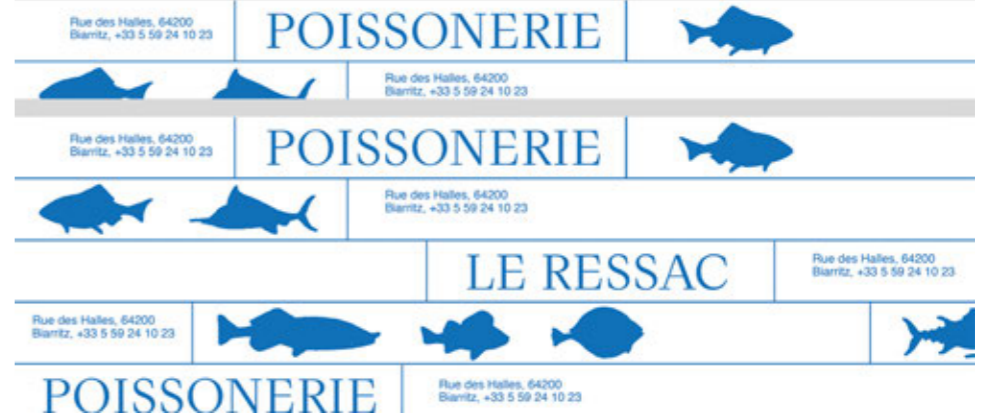 Rue des Halles, 64200
Biarritz, +33 5 59 24 10 23
POISSONERIE
Rue des Halles, 64200
Biarritz, +33 5 59 24 10 23
Rue des Halles, 64200
Biarritz, +33 5 59 24 10 23
POISSONERIE
Rue des Halles, 64200
Biarritz, +33 5 59 24 10 23
LE RESSAC
Rue des Halles, 64200
Biarritz, +33 5 59 24 10 23
Rue des Halles, 64200
Biarritz, +33 5 59 24 10 23
POISSONERIE
Rue des Halles, 64200
Biarritz, +33 5 59 24 10 23